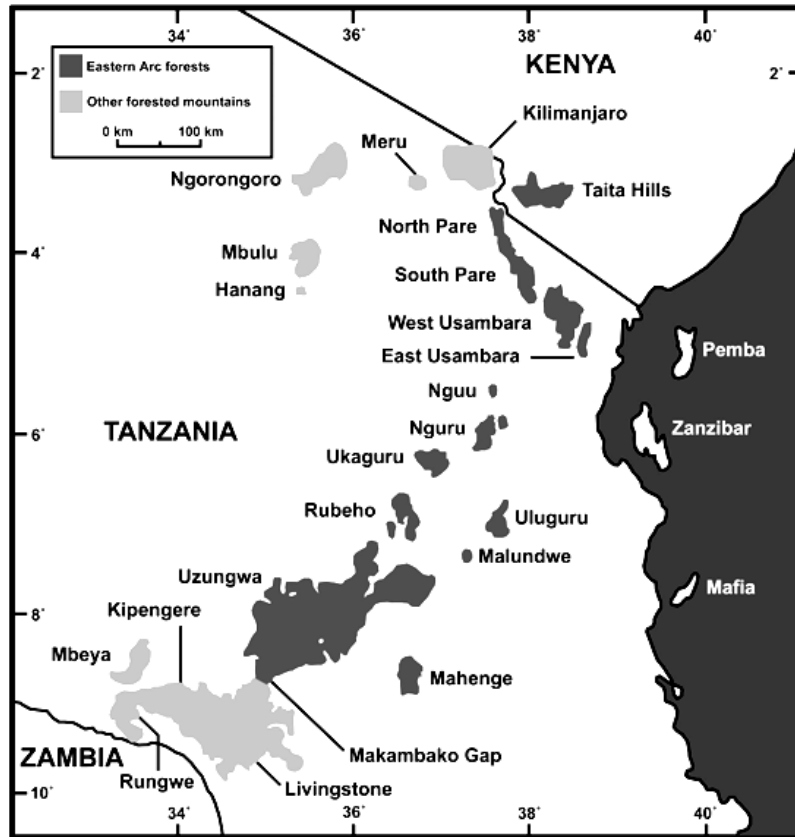 34° 36° 38° 40°
Eastern Arc forests
Other forested mountains
0 km 100 km
KENYA
2° 2°
Kilimanjaro
Meru
Ngorongoro
Taita Hills
North Pare
4°
Mbulu
South Pare
Hanang
West Usambara
East Usambara
Pemba
Nguu
TANZANIA
Nguru
Zanzibar
6°
Ukaguru
Rubeho
Uluguru
Malundwe
Uzungwa
Mafia
Kipengere
8°
Mbeya
Mahenge
Makambako Gap
ZAMBIA
Rungwe
Livingstone
10°
34° 36° 38° 40°